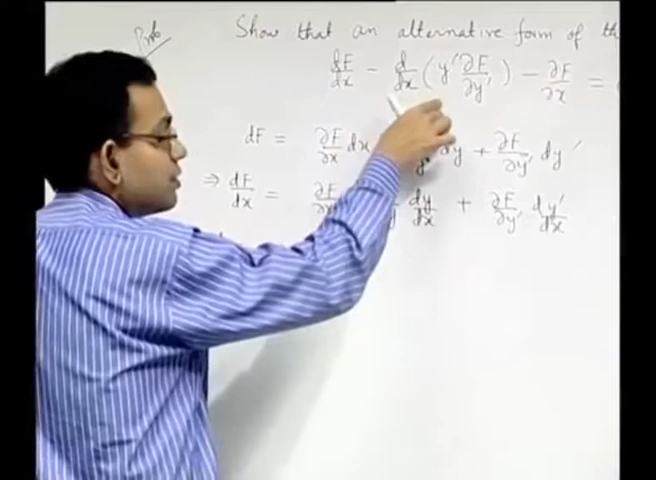 Prob
Show that an alternative form of
dF/dx - d/dx ( y' ∂F/∂y' ) - ∂F/∂x =
dF = ∂F/∂x dx dy + ∂F/∂y' dy'
⇒ dF/dx = ∂F/ dy/dx + ∂F/∂y' dy'/dx